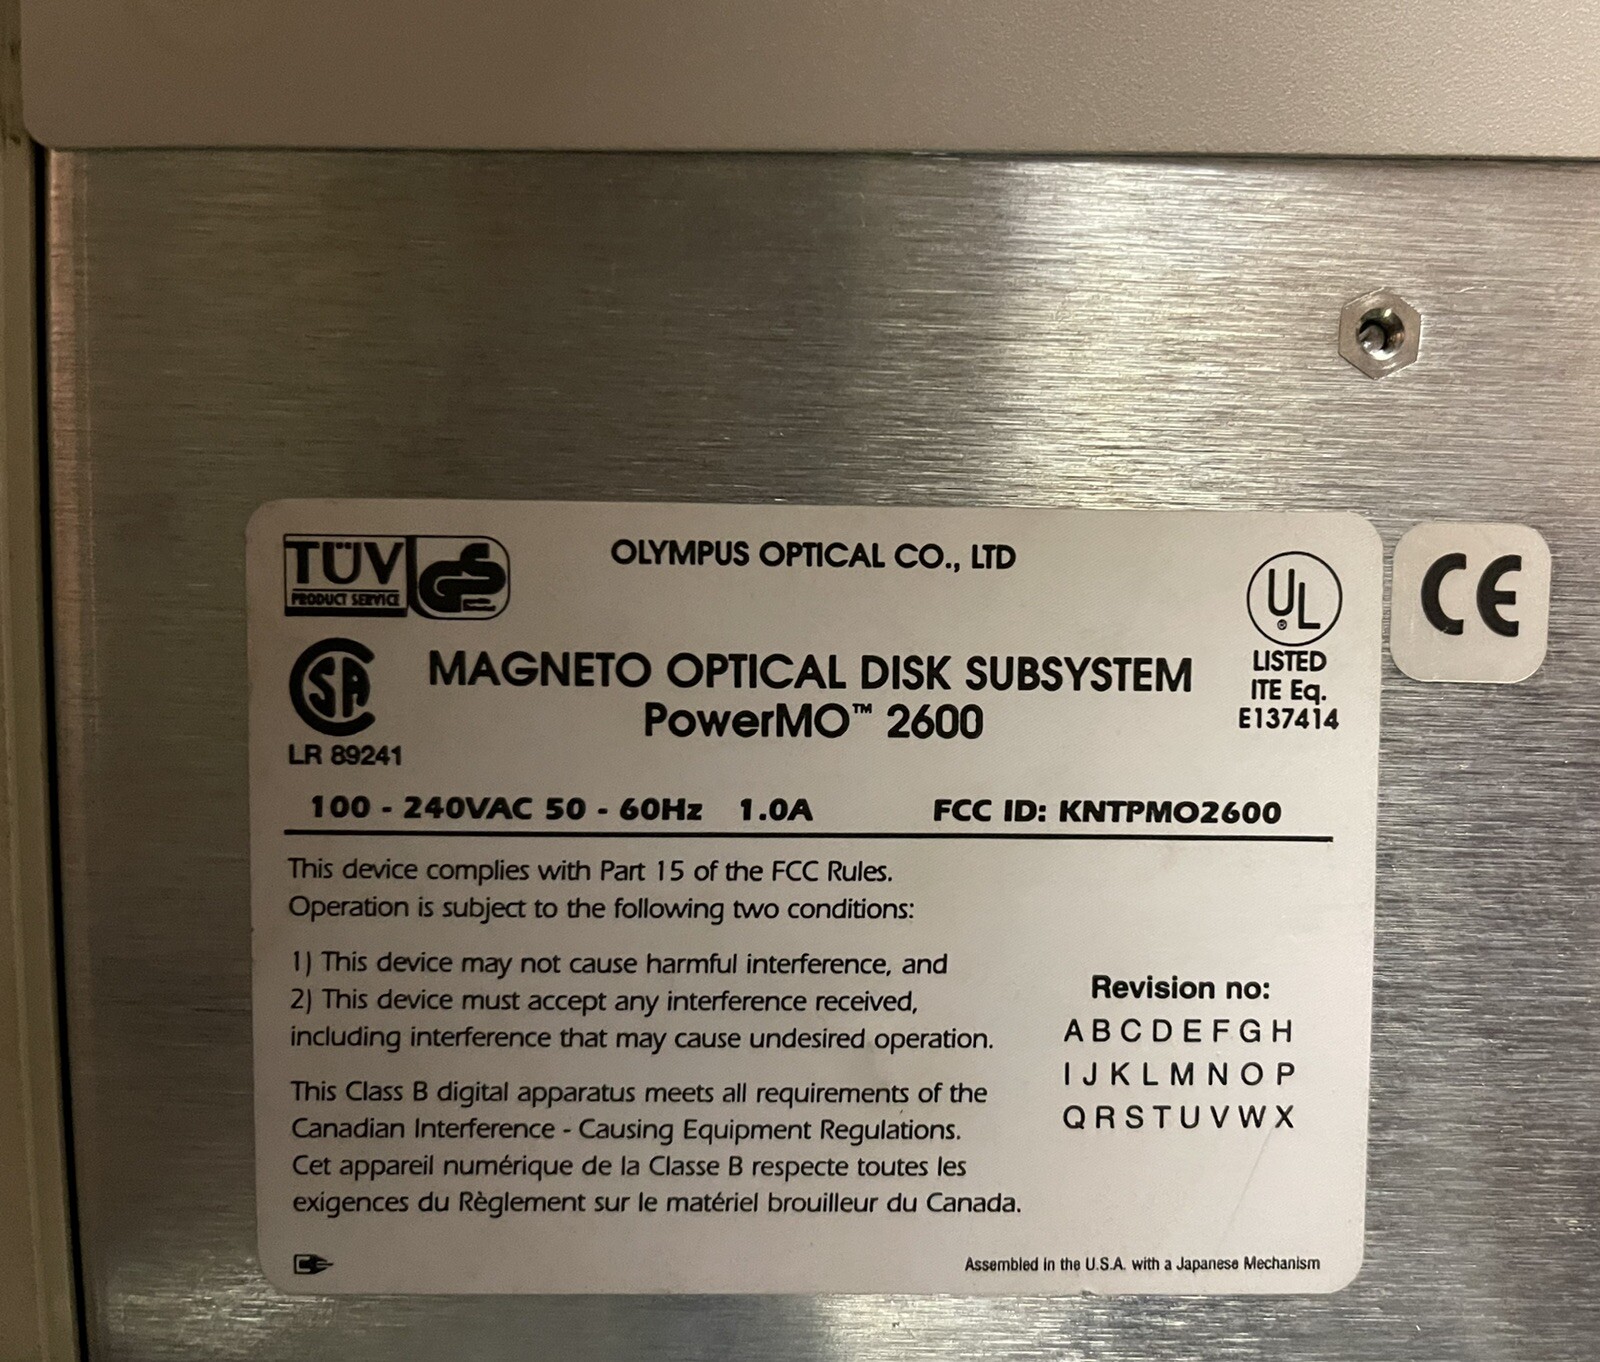 TÜV
PRODUCT SERVICE
GS
OLYMPUS OPTICAL CO., LTD
UL
®
LISTED
ITE Eq.
E137414
CE
SA
LR 89241
MAGNETO OPTICAL DISK SUBSYSTEM
PowerMO™ 2600
100 - 240VAC 50 - 60Hz 1.0A
FCC ID: KNTPMO2600
This device complies with Part 15 of the FCC Rules.
Operation is subject to the following two conditions:
1) This device may not cause harmful interference, and
2) This device must accept any interference received,
including interference that may cause undesired operation.
This Class B digital apparatus meets all requirements of the
Canadian Interference - Causing Equipment Regulations.
Cet appareil numérique de la Classe B respecte toutes les
exigences du Règlement sur le matériel brouilleur du Canada.
Revision no:
A B C D E F G H
I J K L M N O P
Q R S T U V W X
Assembled in the U.S.A. with a Japanese Mechanism